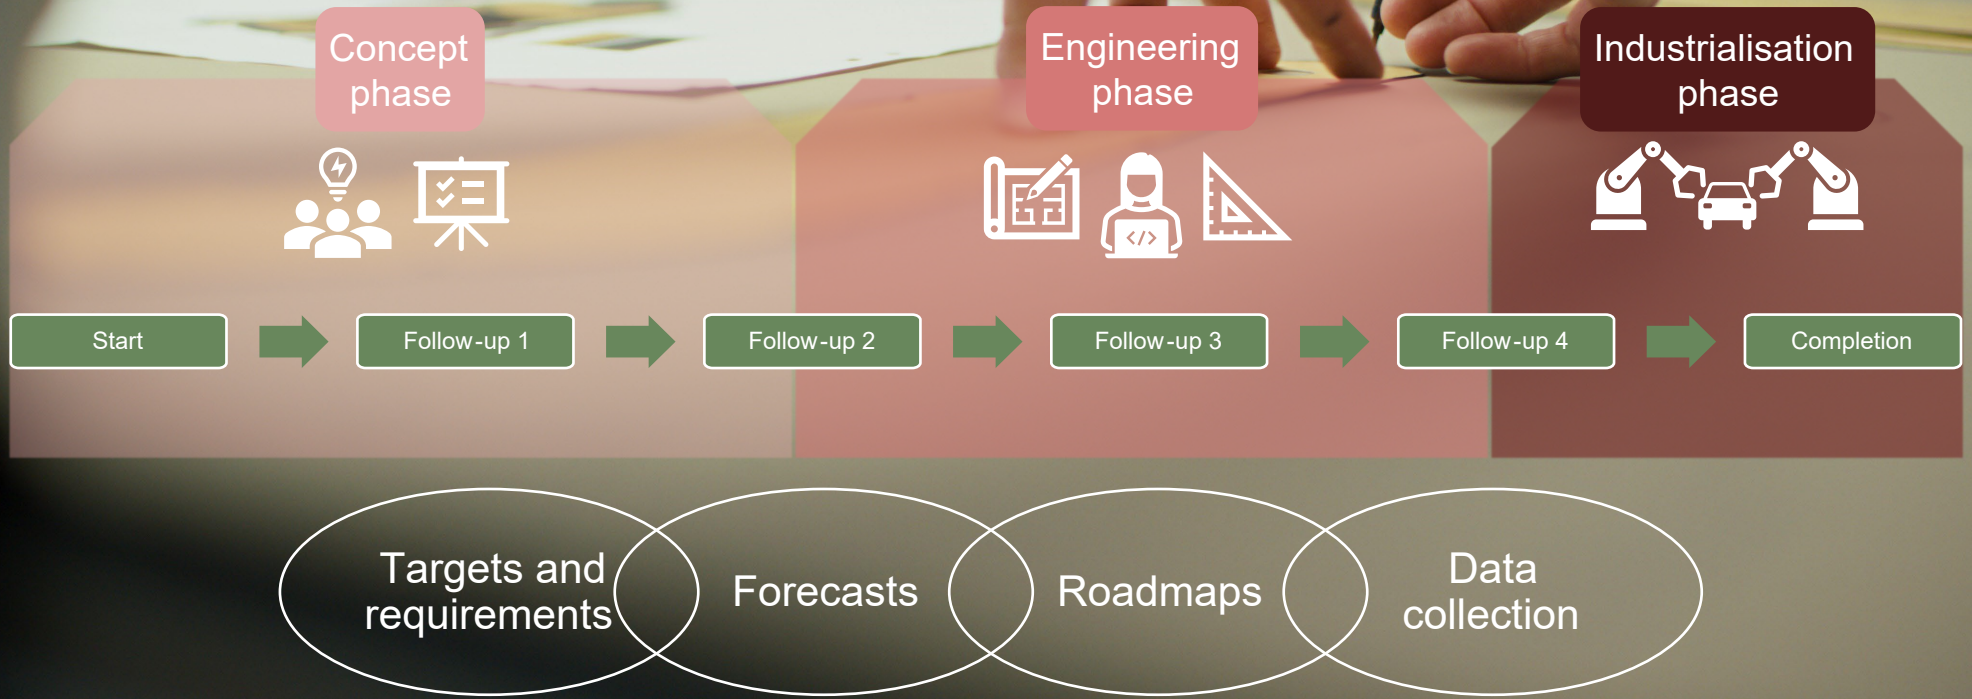 Concept
phase
Engineering
phase
Industrialisation
phase
</>
Start
Follow-up 1
Follow-up 2
Follow-up 3
Follow-up 4
Completion
Targets and
requirements
Forecasts
Roadmaps
Data
collection